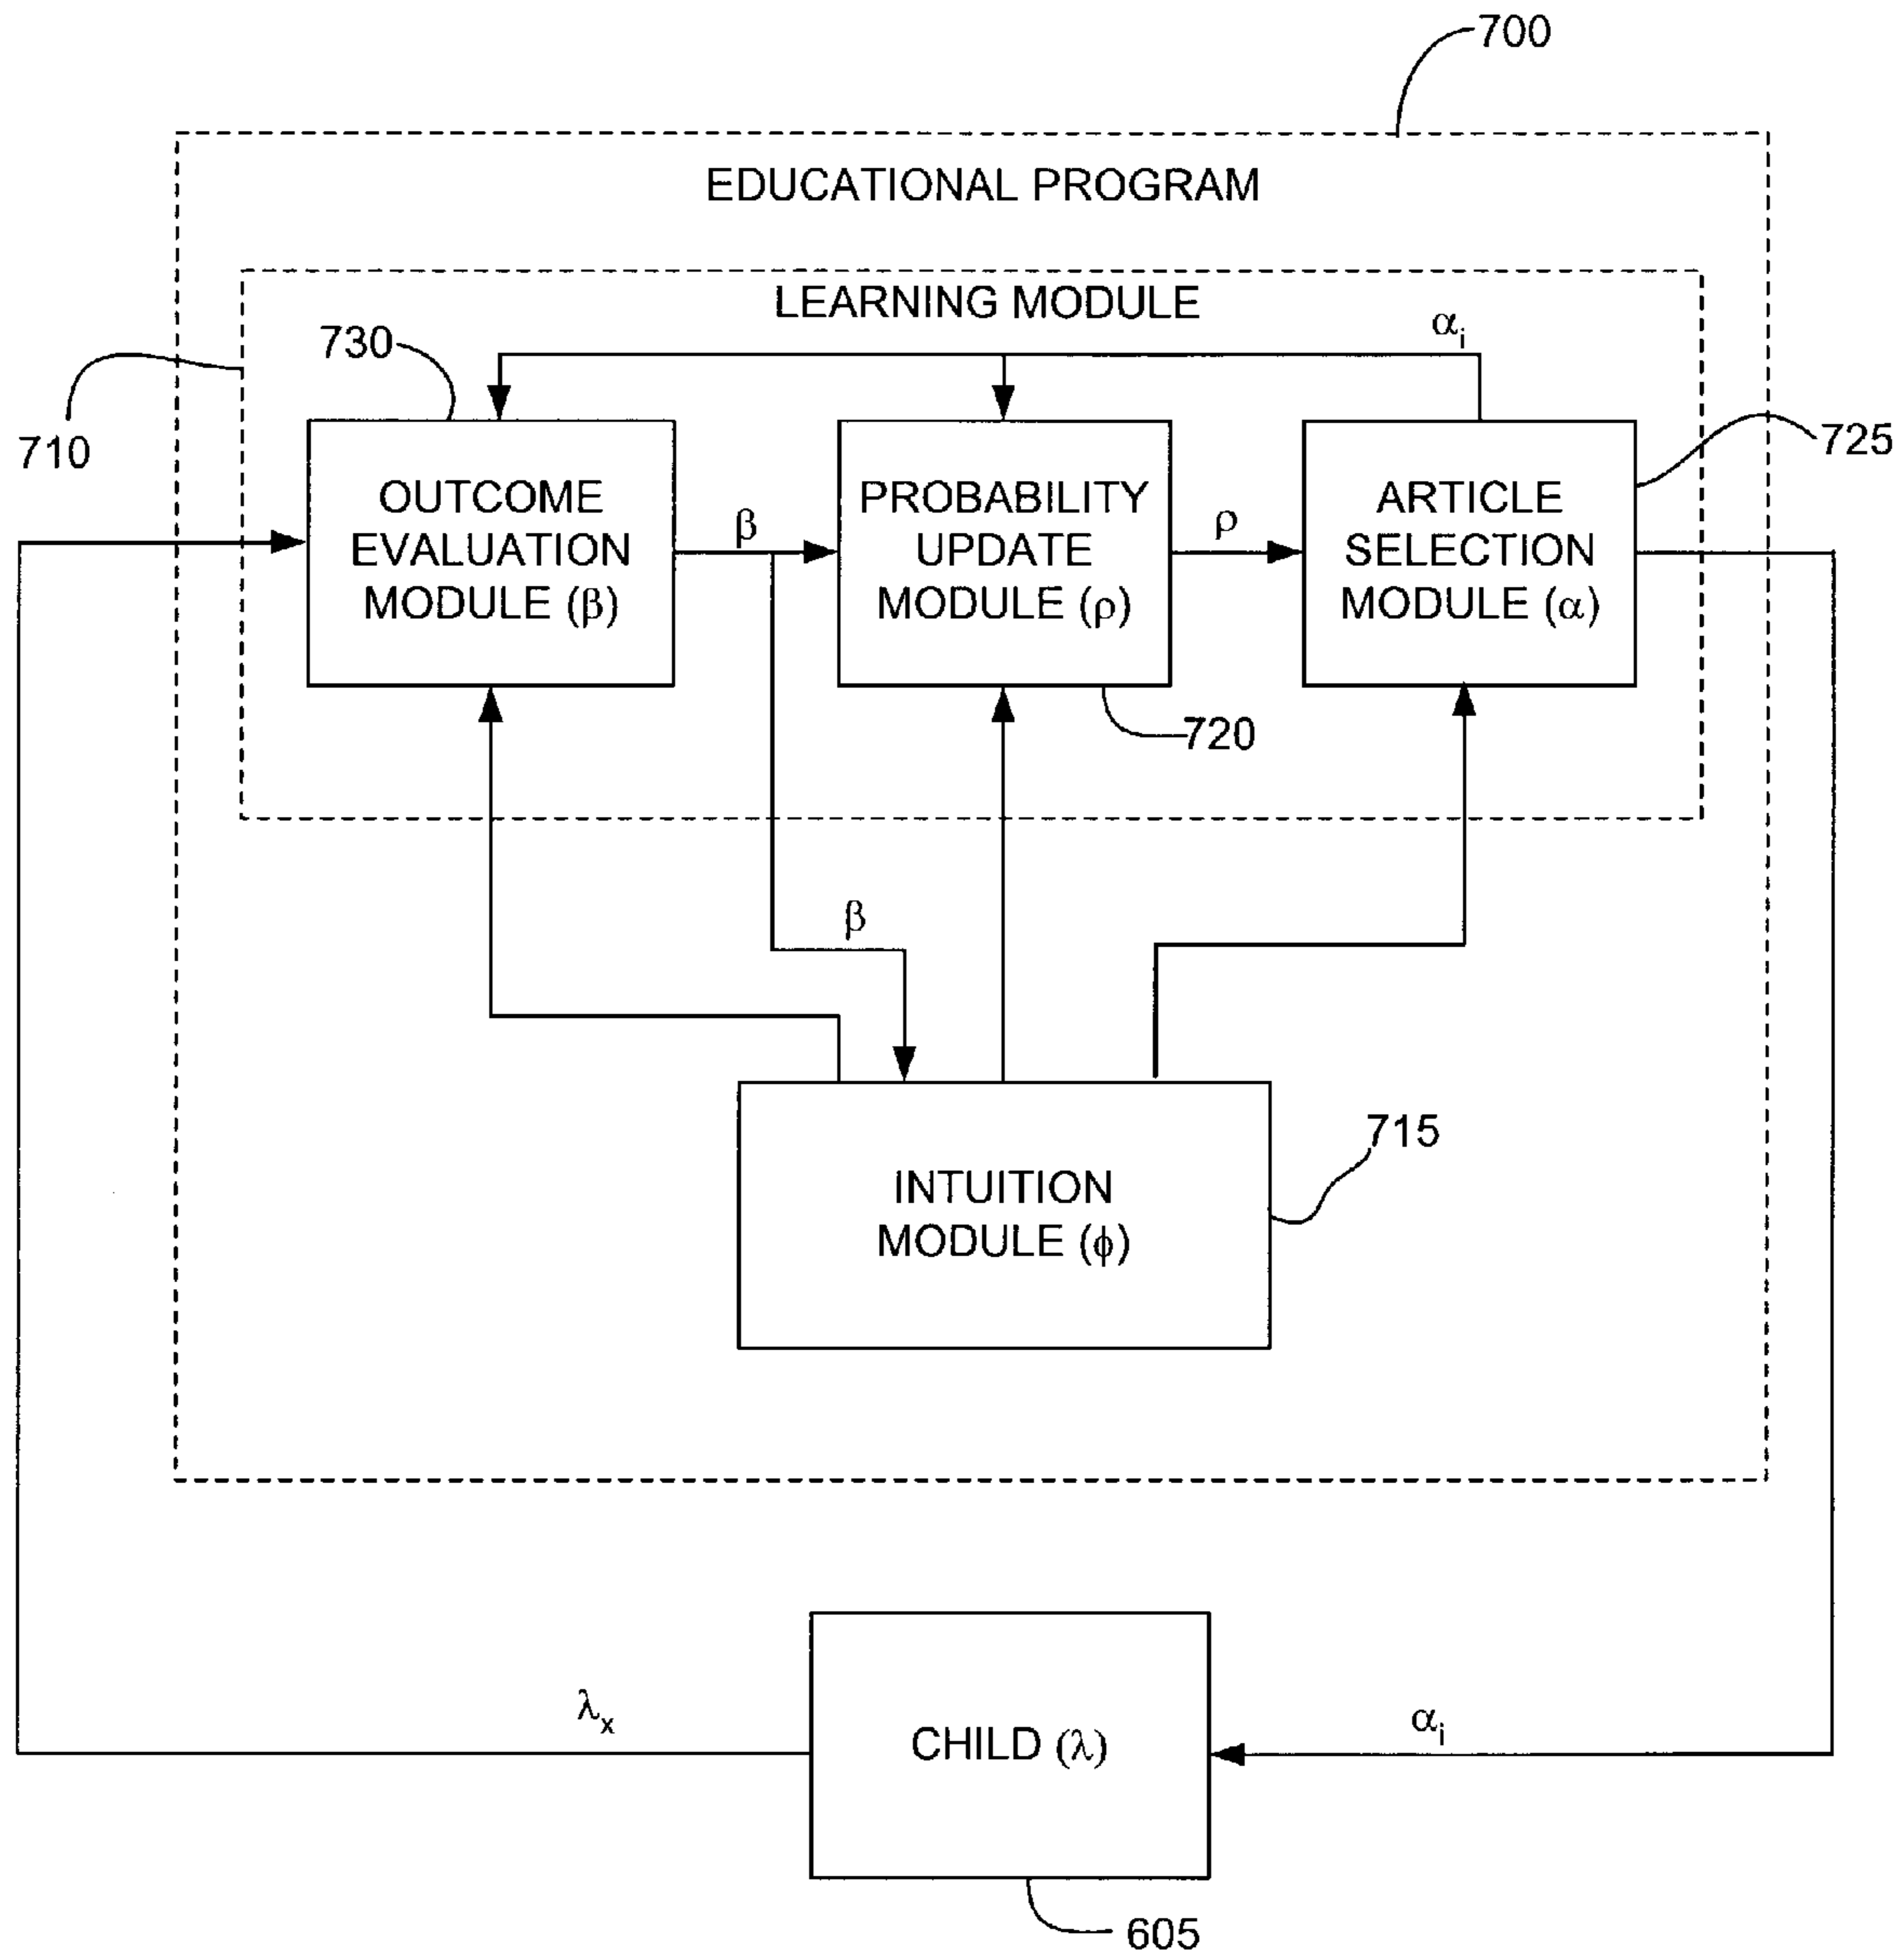 700
EDUCATIONAL PROGRAM
LEARNING MODULE
αi
730
710
725
OUTCOME
EVALUATION
MODULE (β)
β
PROBABILITY
UPDATE
MODULE (ρ)
ρ
ARTICLE
SELECTION
MODULE (α)
720
β
715
INTUITION
MODULE (ϕ)
λx
CHILD (λ)
αi
605